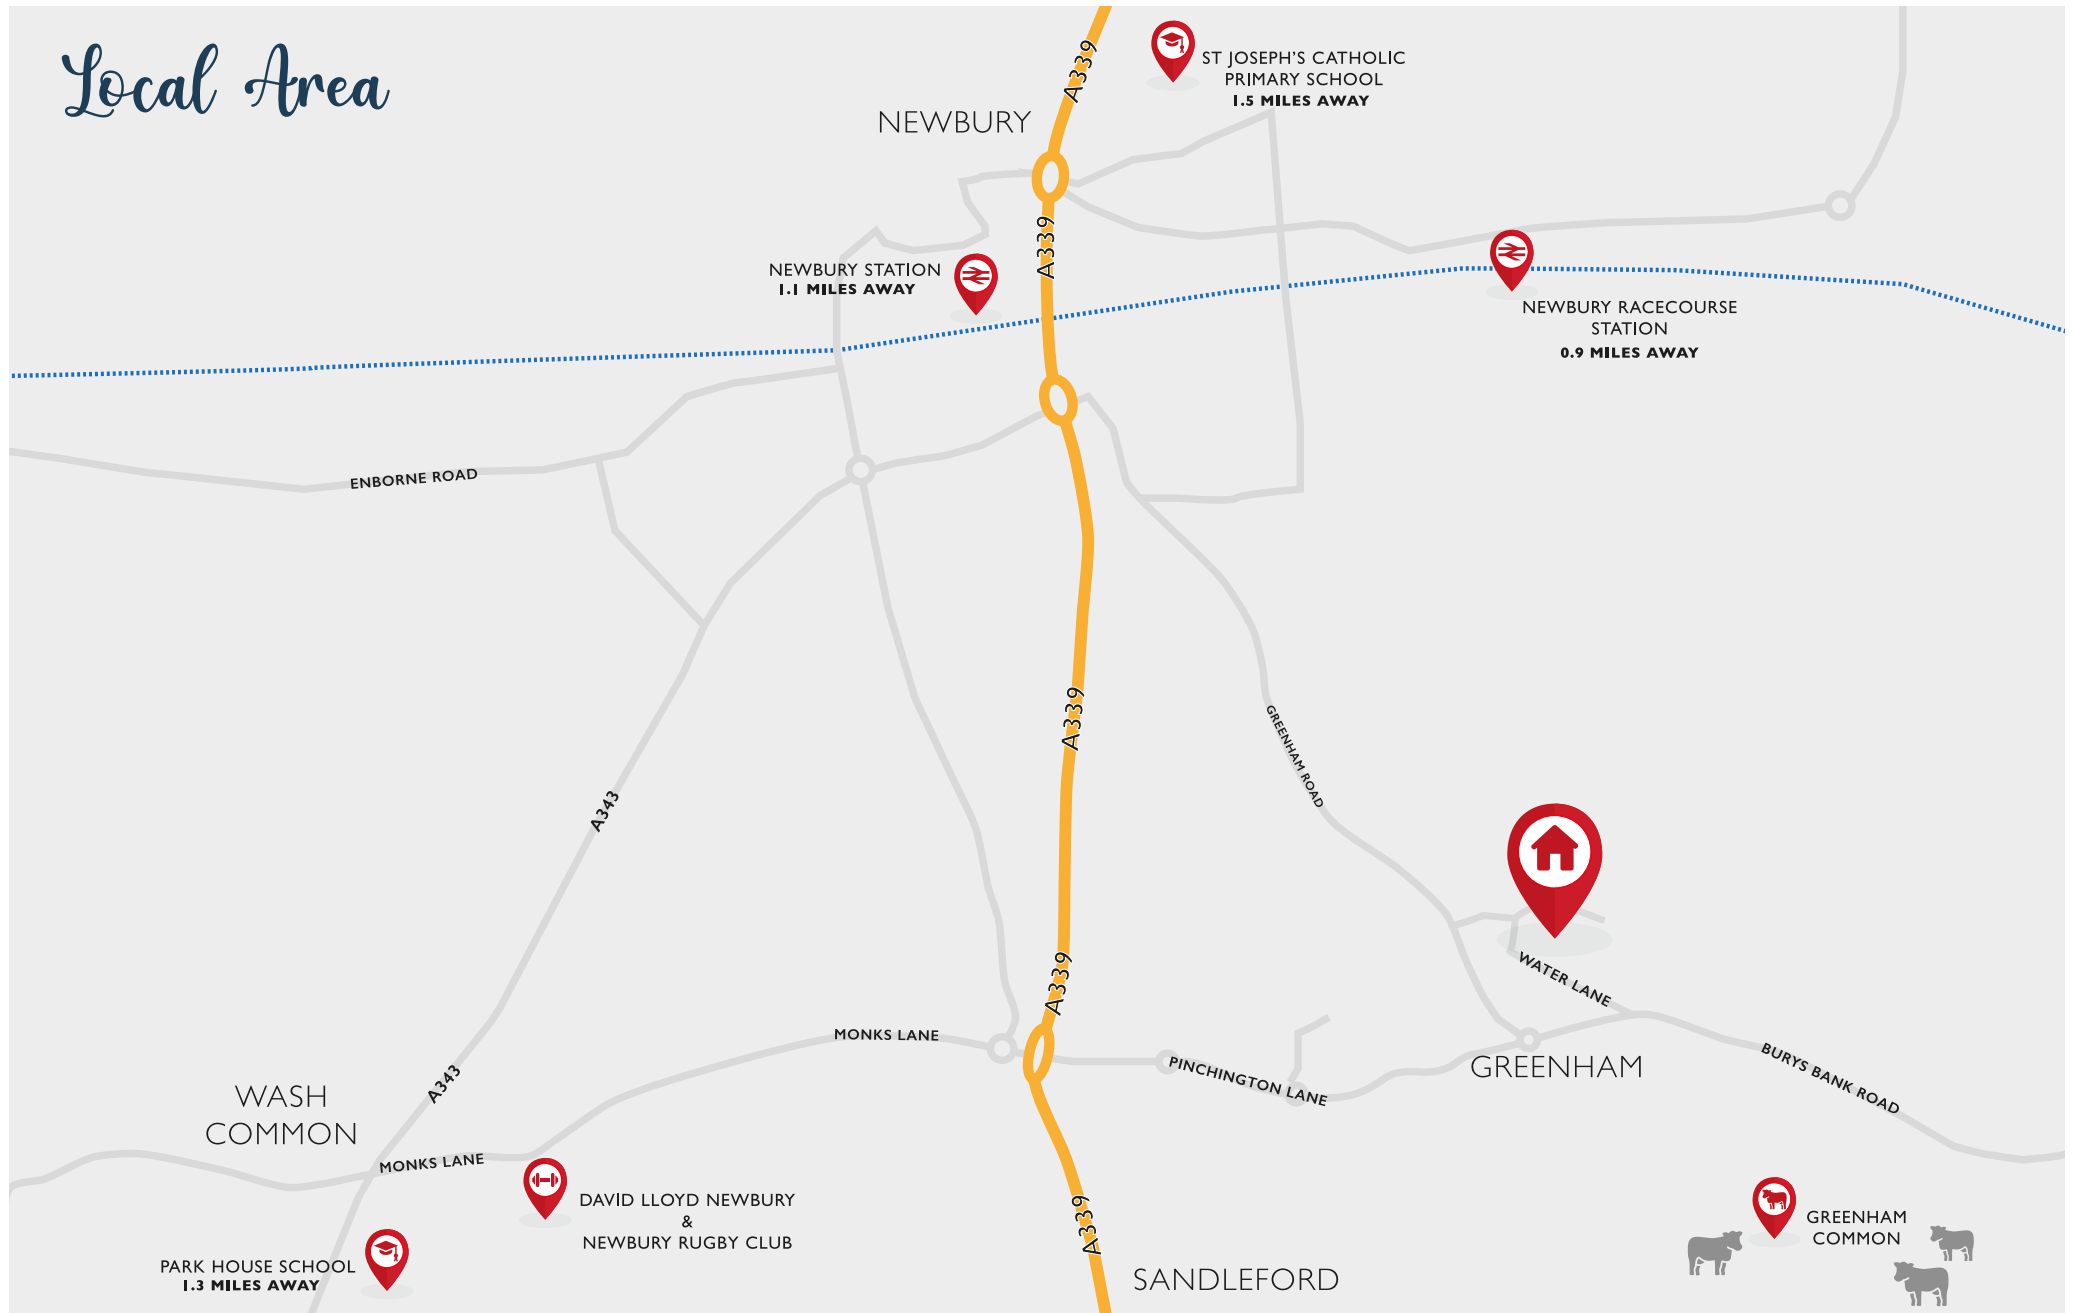 Local Area
A339
ST JOSEPH'S CATHOLIC
PRIMARY SCHOOL
1.5 MILES AWAY
NEWBURY
A339
NEWBURY STATION
1.1 MILES AWAY
NEWBURY RACECOURSE
STATION
0.9 MILES AWAY
ENBORNE ROAD
A339
GREENHAM ROAD
A343
A339
WATER LANE
MONKS LANE
PINCHINGTON LANE
GREENHAM
BURYS BANK ROAD
A343
WASH
COMMON
MONKS LANE
DAVID LLOYD NEWBURY
&
NEWBURY RUGBY CLUB
A339
GREENHAM
COMMON
PARK HOUSE SCHOOL
1.3 MILES AWAY
SANDLEFORD